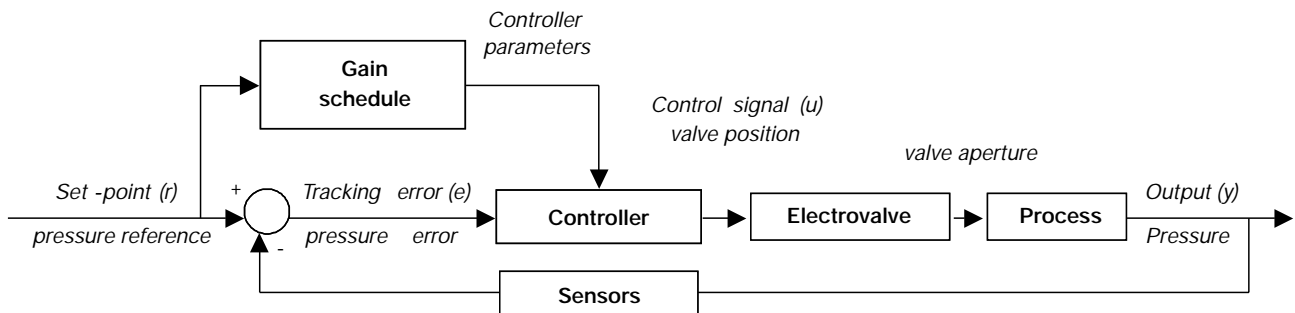 Controller
parameters
Gain
schedule
Control signal (u)
valve position
valve aperture
Set -point (r)
+
Tracking error (e)
Controller
Electrovalve
Process
Output (y)
pressure reference
-
pressure error
Pressure
Sensors